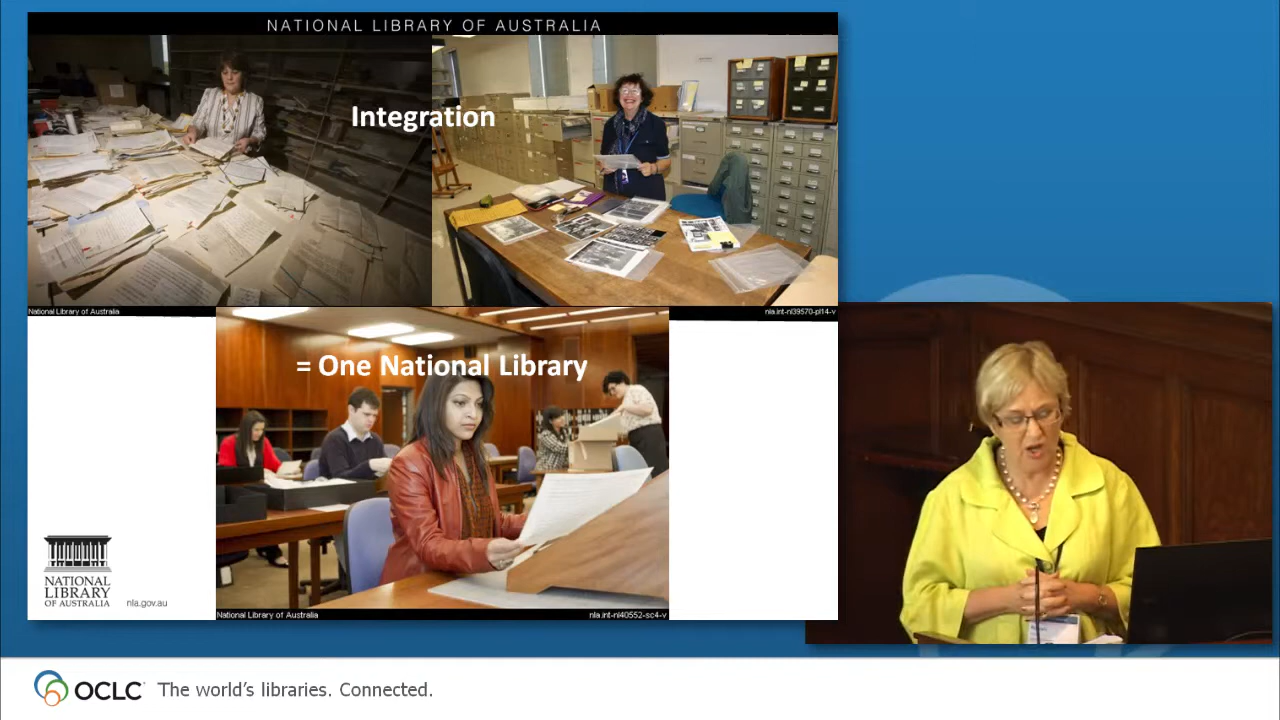 NATIONAL LIBRARY OF AUSTRALIA
Integration
National Library of Australia
nla.int-nl39570-pl14-v
= One National Library
National Library of Australia
nla.int-nl40552-sc4-v
NATIONAL
LIBRARY
OF AUSTRALIA
nla.gov.au
OCLC
The world's libraries. Connected.